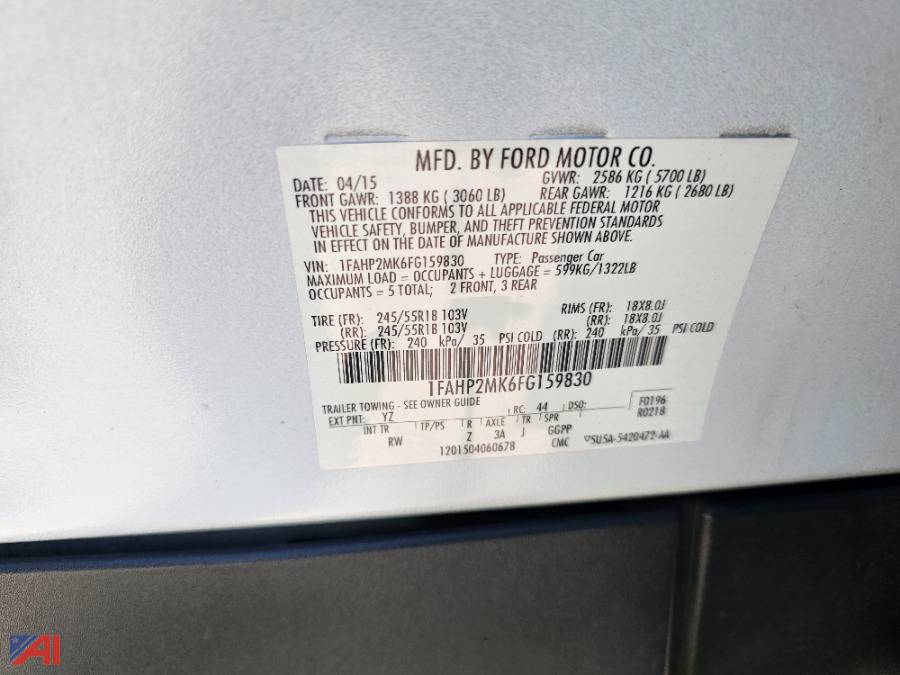 MFD. BY FORD MOTOR CO.
DATE: 04/15 GVWR: 2586 KG ( 5700 LB)
FRONT GAWR: 1388 KG ( 3060 LB) REAR GAWR: 1216 KG ( 2680 LB)
THIS VEHICLE CONFORMS TO ALL APPLICABLE FEDERAL MOTOR
VEHICLE SAFETY, BUMPER, AND THEFT PREVENTION STANDARDS
IN EFFECT ON THE DATE OF MANUFACTURE SHOWN ABOVE.
VIN: 1FAHP2MK6FG159830 TYPE: Passenger Car
MAXIMUM LOAD = OCCUPANTS + LUGGAGE = 599KG/1322LB
OCCUPANTS = 5 TOTAL; 2 FRONT, 3 REAR
TIRE (FR): 245/55R18 103V RIMS (FR): 18X8.0J
(RR): 245/55R18 103V (RR): 18X8.0J
PRESSURE (FR): 240 kPa/ 35 PSI COLD (RR): 240 kPa/ 35 PSI COLD
1FAHP2MK6FG159830
TRAILER TOWING - SEE OWNER GUIDE
EXT PNT: YZ RC: 44 DSO: F0196
R0218
INT TR TP/PS R AXLE TR SPR
RW Z 3A J GGPP
1201504060678 CMC 5U5A-5420472-AA
AI